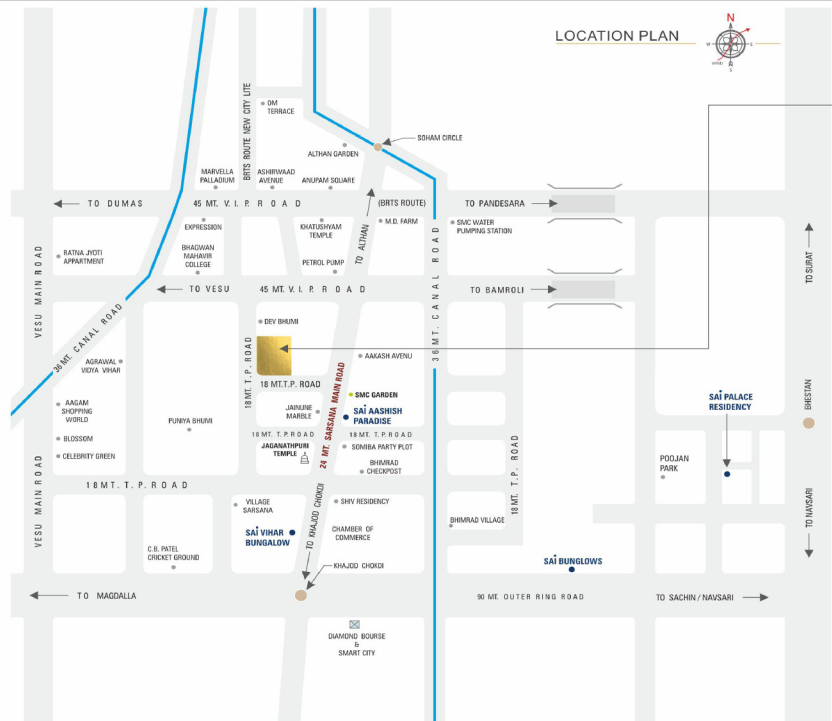 LOCATION PLAN
N
W
E
S
WIND
BRTS ROUTE NEW CITY LITE
OM
TERRACE
SOHAM CIRCLE
ALTHAN GARDEN
MARVELLA
PALLADIUM
ASHIRWAAD
AVENUE
ANUPAM SQUARE
TO DUMAS
45 MT. V.I.P. ROAD
(BRTS ROUTE)
TO PANDESARA
EXPRESSION
KHATUSHYAM
TEMPLE
M.D. FARM
SMC WATER
PUMPING STATION
TO ALTHAN
BHAGWAN
MAHAVIR
COLLEGE
RATNA JYOTI
APPARTMENT
PETROL PUMP
VESU MAIN ROAD
36 MT. CANAL ROAD
TO SURAT
TO VESU
45 MT. V.I.P. ROAD
TO BAMROLI
36 MT. CANAL ROAD
DEV BHUMI
18 MT. T.P. ROAD
AGRAWAL
VIDYA VIHAR
AAKASH AVENU
18 MT.T.P. ROAD
24 MT. SARSANA MAIN ROAD
SMC GARDEN
SAi PALACE
RESIDENCY
BHESTAN
AAGAM
SHOPPING
WORLD
JAINUNE
MARBLE
SAi AASHISH
PARADISE
PUNIYA BHUMI
18 MT. T.P. ROAD
18 MT. T.P. ROAD
BLOSSOM
JAGANATHPURI
TEMPLE
SOMIBA PARTY PLOT
CELEBRITY GREEN
BHIMRAD
CHECKPOST
POOJAN
PARK
18 MT. T.P. ROAD
VESU MAIN ROAD
18 MT. T.P. ROAD
TO KHAJOD CHOKDI
VILLAGE
SARSANA
SHIV RESIDENCY
TO NAVSARI
BHIMRAD VILLAGE
SAi VIHAR
BUNGALOW
CHAMBER OF
COMMERCE
C.B. PATEL
CRICKET GROUND
KHAJOD CHOKDI
SAi BUNGLOWS
TO MAGDALLA
90 MT. OUTER RING ROAD
TO SACHIN / NAVSARI
DIAMOND BOURSE
&
SMART CITY